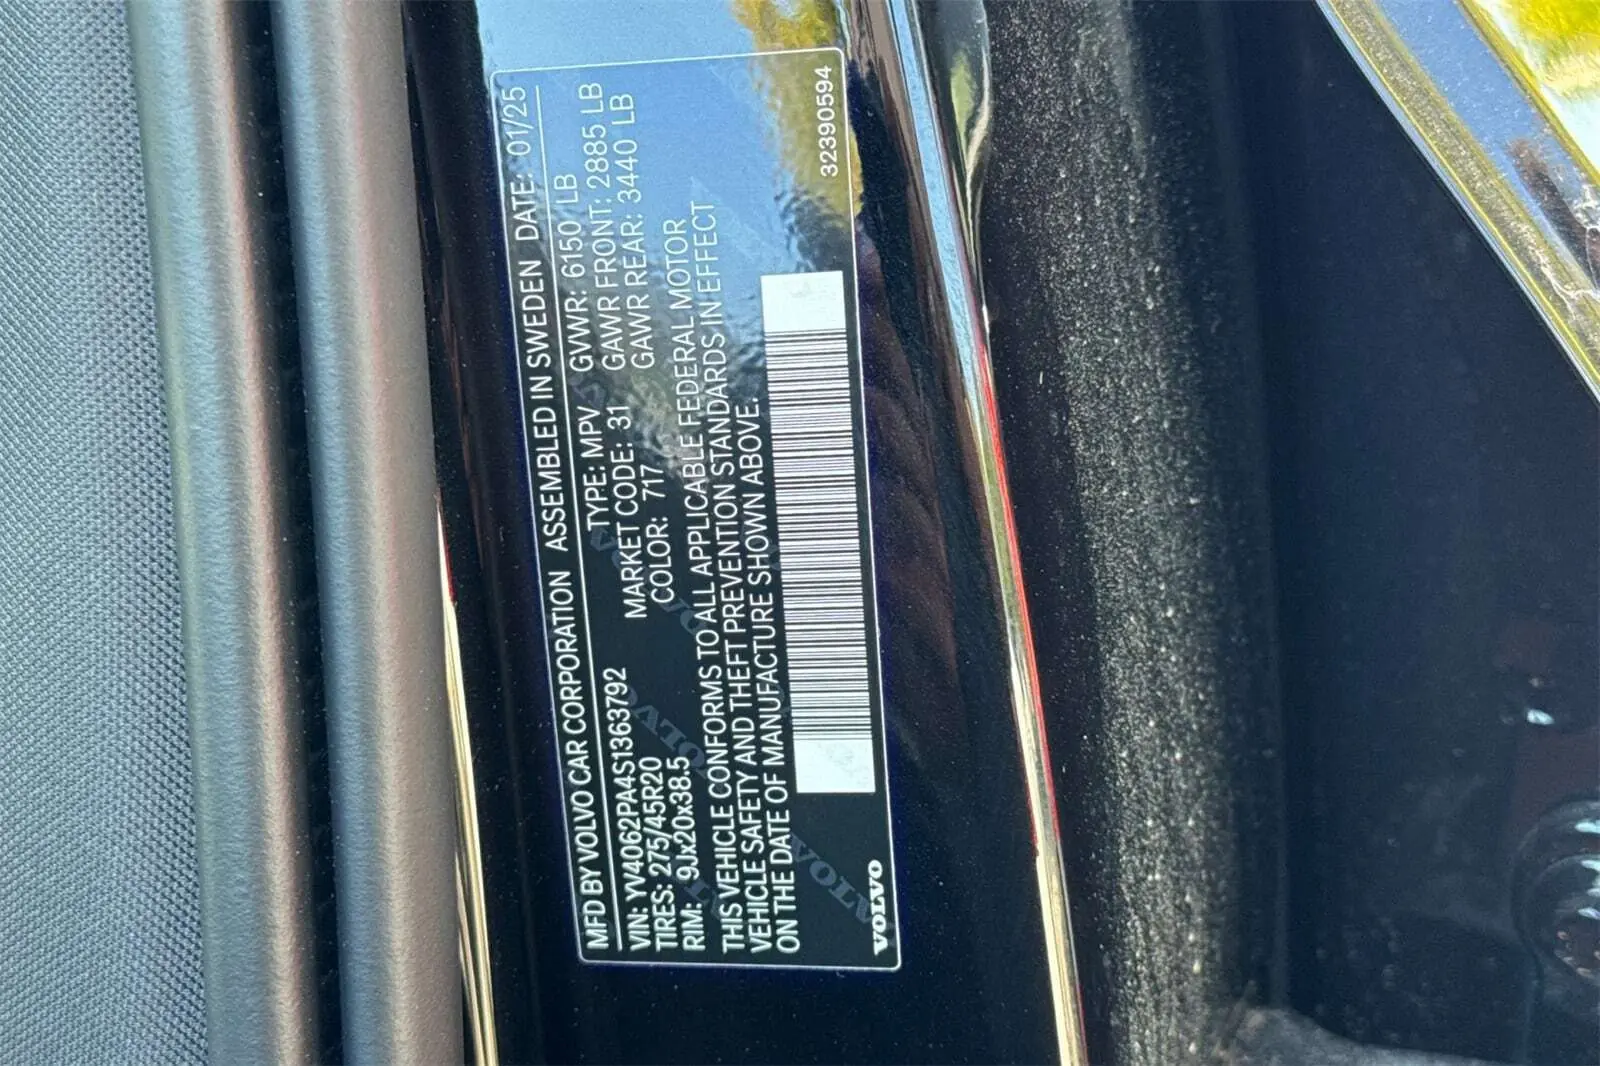 MFD BY VOLVO CAR CORPORATION ASSEMBLED IN SWEDEN DATE: 01/25
VIN: YV4062PA4S1363792 TYPE: MPV GVWR: 6150 LB
TIRES: 275/45R20 MARKET CODE: 31 GAWR FRONT: 2885 LB
RIM: 9Jx20x38.5 COLOR: 717 GAWR REAR: 3440 LB
THIS VEHICLE CONFORMS TO ALL APPLICABLE FEDERAL MOTOR
VEHICLE SAFETY AND THEFT PREVENTION STANDARDS IN EFFECT
ON THE DATE OF MANUFACTURE SHOWN ABOVE.
VOLVO 32390594